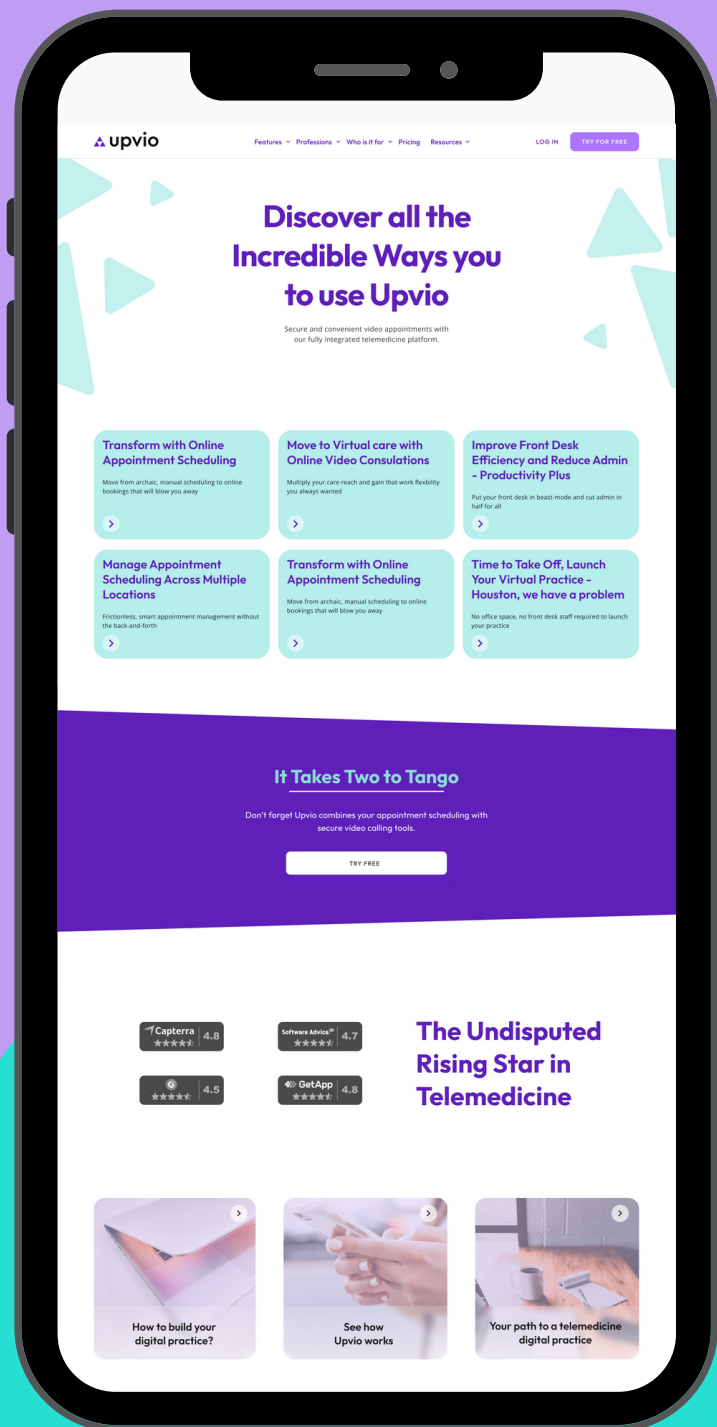 upvio
Features Professions Who is it for Pricing Resources LOG IN TRY FOR FREE
Discover all the
Incredible Ways you
to use Upvio
Secure and convenient video appointments with
our fully integrated telemedicine platform.
Transform with Online
Appointment Scheduling
Move from archaic, manual scheduling to online
bookings that will blow you away
Move to Virtual care with
Online Video Consulations
Multiply your care reach and gain that work flexbility
you always wanted
Improve Front Desk
Efficiency and Reduce Admin
- Productivity Plus
Put your front desk in beast-mode and cut admin in
half for all
Manage Appointment
Scheduling Across Multiple
Locations
Frictionless, smart appointment management without
the back-and-forth
Transform with Online
Appointment Scheduling
Move from archaic, manual scheduling to online
bookings that will blow you away
Time to Take Off, Launch
Your Virtual Practice -
Houston, we have a problem
No office space, no front desk staff required to launch
your practice
It Takes Two to Tango
Don't forget Upvio combines your appointment scheduling with
secure video calling tools.
TRY FREE
Capterra 4.8
Software Advice 4.7
G 4.5
GetApp 4.8
The Undisputed
Rising Star in
Telemedicine
How to build your
digital practice?
See how
Upvio works
Your path to a telemedicine
digital practice